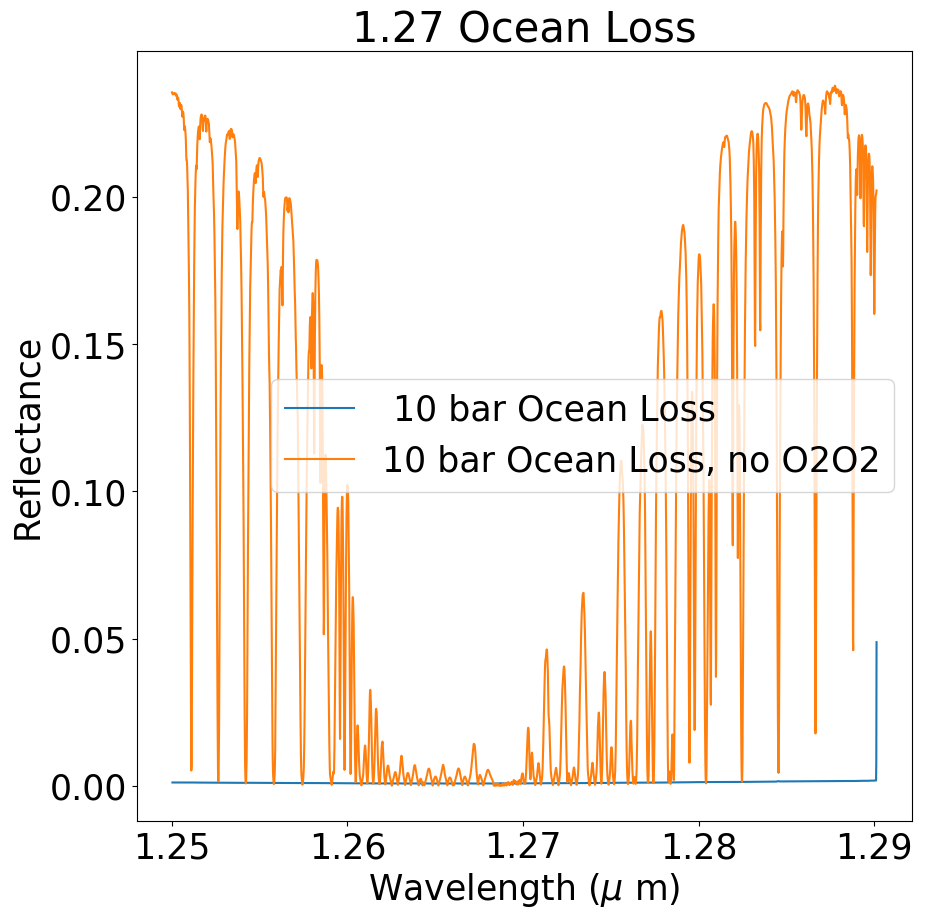 1.27 Ocean Loss
Reflectance
0.20
0.15
0.10
0.05
0.00
10 bar Ocean Loss
10 bar Ocean Loss, no O2O2
1.25 1.26 1.27 1.28 1.29
Wavelength (μ m)